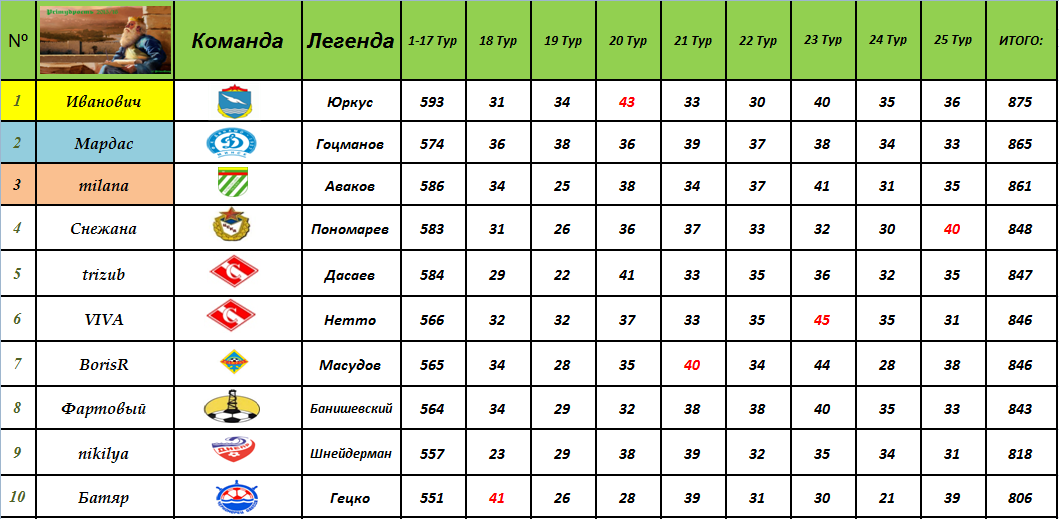 № Команда Легенда 1-17 Тур 18 Тур 19 Тур 20 Тур 21 Тур 22 Тур 23 Тур 24 Тур 25 Тур ИТОГО:
1 Иванович Юркус 593 31 34 43 33 30 40 35 36 875
2 Мардас Гоцманов 574 36 38 36 39 37 38 34 33 865
3 milana Аваков 586 34 25 38 34 37 41 31 35 861
4 Снежана Пономарев 583 31 26 36 37 33 32 30 40 848
5 trizub Дасаев 584 29 22 41 33 35 36 32 35 847
6 VIVA Нетто 566 32 32 37 33 35 45 35 31 846
7 BorisR Масудов 565 34 28 35 40 34 44 28 38 846
8 Фартовый Банишевский 564 34 29 32 38 38 40 35 33 843
9 nikilya ДНЕПР Шнейдерман 557 23 29 38 39 32 35 34 31 818
10 Батяр Гецко 551 41 26 28 39 31 30 21 39 806